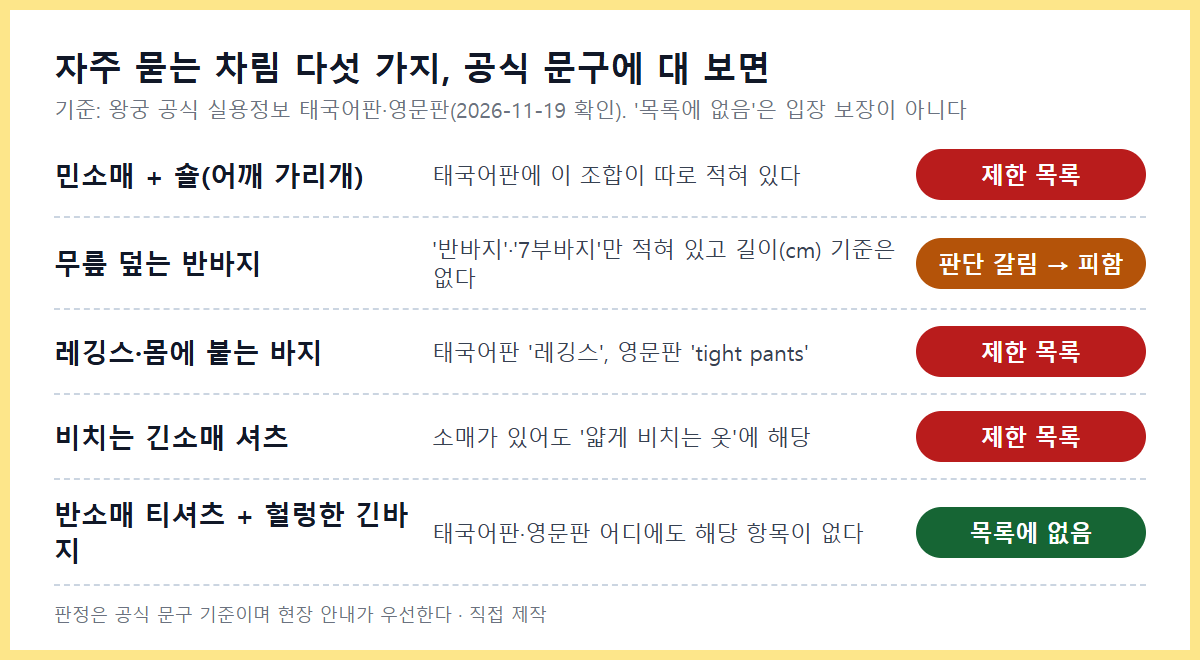 자주 묻는 차림 다섯 가지, 공식 문구에 대 보면
기준: 왕궁 공식 실용정보 태국어판·영문판(2026-11-19 확인). '목록에 없음'은 입장 보장이 아니다
민소매 + 숄(어깨 가리개)
태국어판에 이 조합이 따로 적혀 있다
제한 목록
무릎 덮는 반바지
'반바지'·'7부바지'만 적혀 있고 길이(cm) 기준은
없다
판단 갈림 → 피함
레깅스·몸에 붙는 바지
태국어판 '레깅스', 영문판 'tight pants'
제한 목록
비치는 긴소매 셔츠
소매가 있어도 '얇게 비치는 옷'에 해당
제한 목록
반소매 티셔츠 + 헐렁한 긴바
지
태국어판·영문판 어디에도 해당 항목이 없다
목록에 없음
판정은 공식 문구 기준이며 현장 안내가 우선한다 · 직접 제작